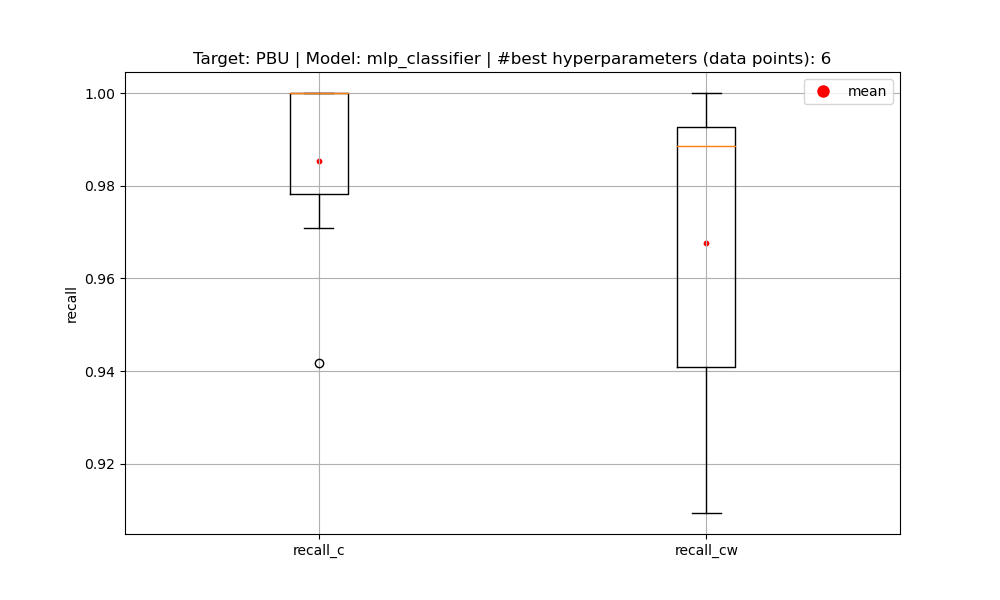 Target: PBU | Model: mlp_classifier | #best hyperparameters (data points): 6
mean
1.00
0.98
0.96
0.94
0.92
recall
recall_c
recall_cw